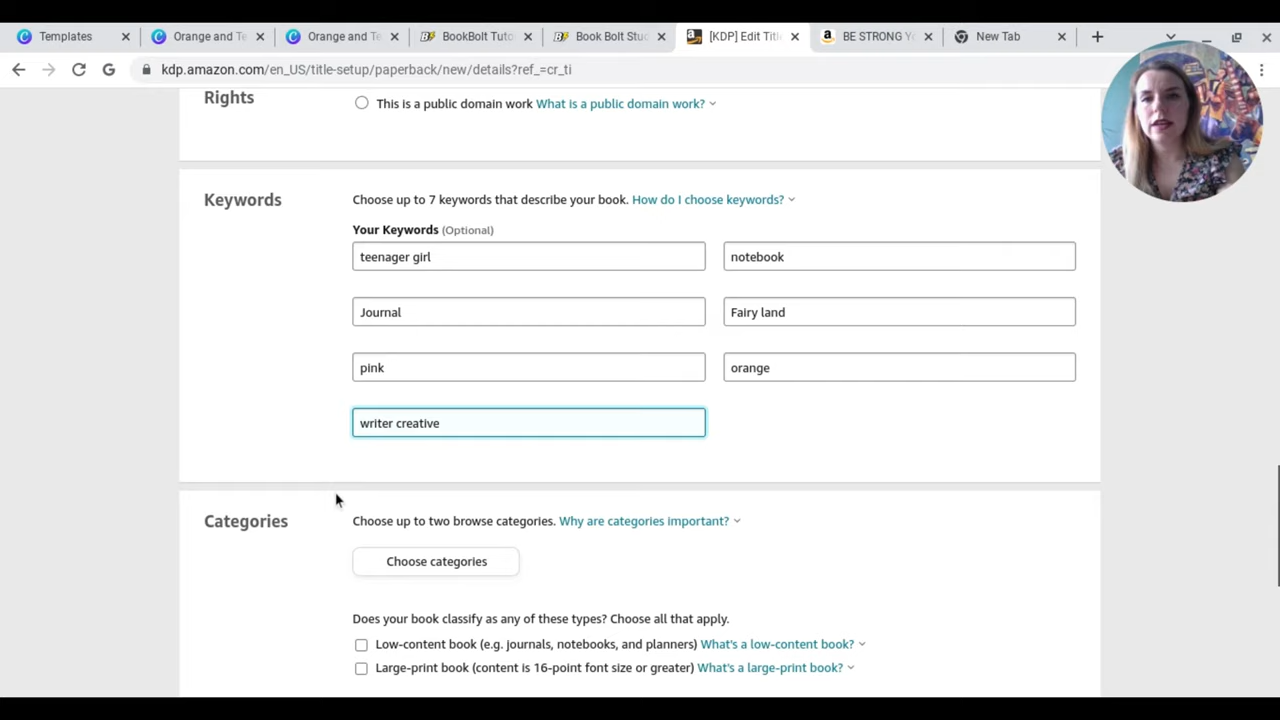 Templates
Orange and Te
Orange and Te
BookBolt Tuto
Book Bolt Stud
[KDP] Edit Title
BE STRONG Y
New Tab
kdp.amazon.com/en_US/title-setup/paperback/new/details?ref_=cr_ti
Rights
This is a public domain work What is a public domain work?
Keywords
Choose up to 7 keywords that describe your book. How do I choose keywords?
Your Keywords (Optional)
teenager girl
notebook
Journal
Fairy land
pink
orange
writer creative
Categories
Choose up to two browse categories. Why are categories important?
Choose categories
Does your book classify as any of these types? Choose all that apply.
Low-content book (e.g. journals, notebooks, and planners) What's a low-content book?
Large-print book (content is 16-point font size or greater) What's a large-print book?